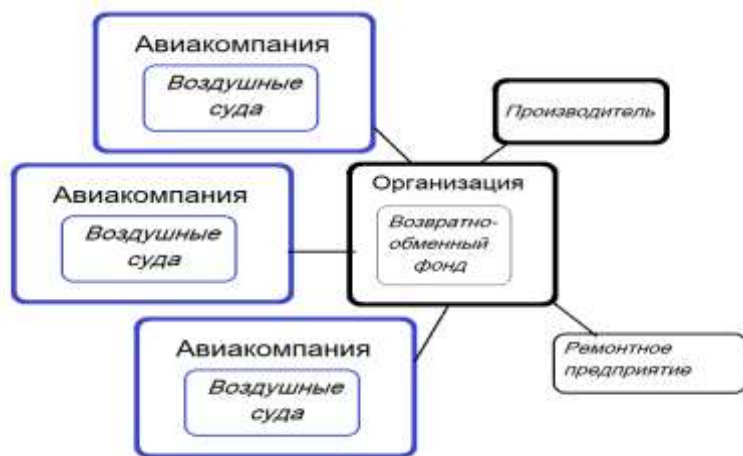 Авиакомпания
Воздушные
суда
Производитель
Авиакомпания
Воздушные
суда
Организация
Возвратно-
обменный
фонд
Авиакомпания
Воздушные
суда
Ремонтное
предприятие